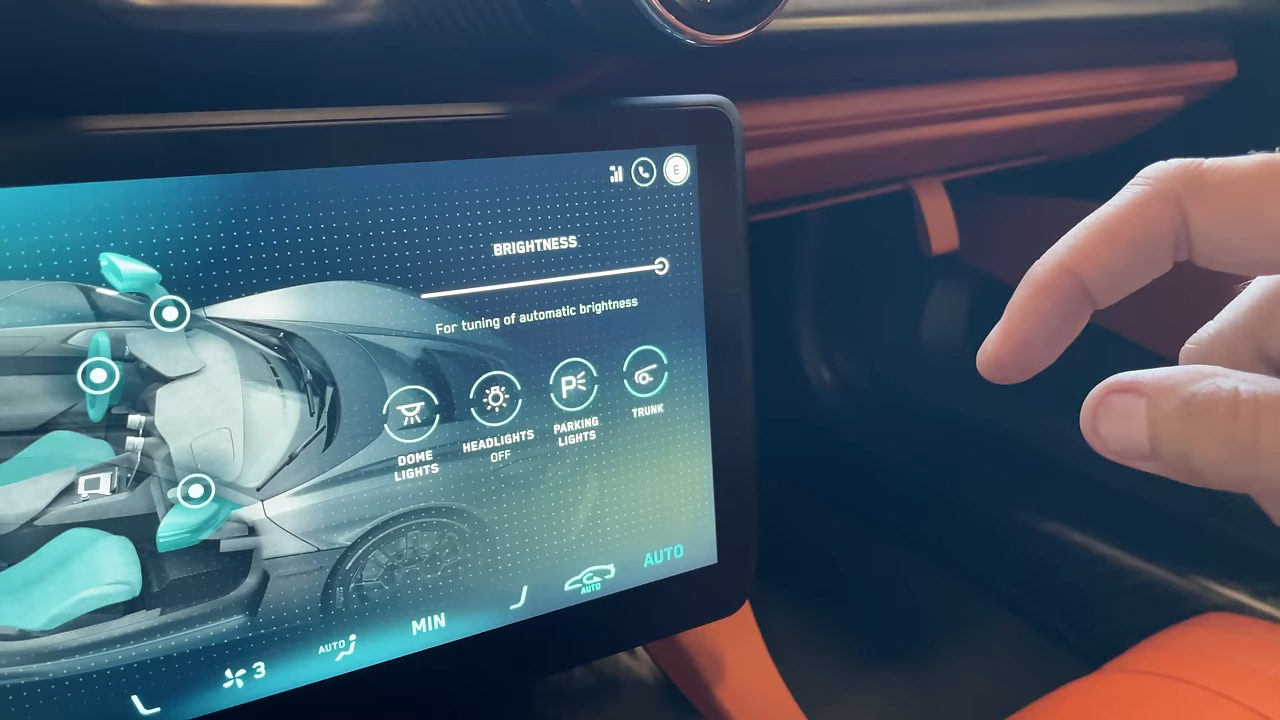 E
BRIGHTNESS
For tuning of automatic brightness
DOME
LIGHTS
HEADLIGHTS
OFF
P
PARKING
LIGHTS
TRUNK
3
AUTO
MIN
AUTO
AUTO